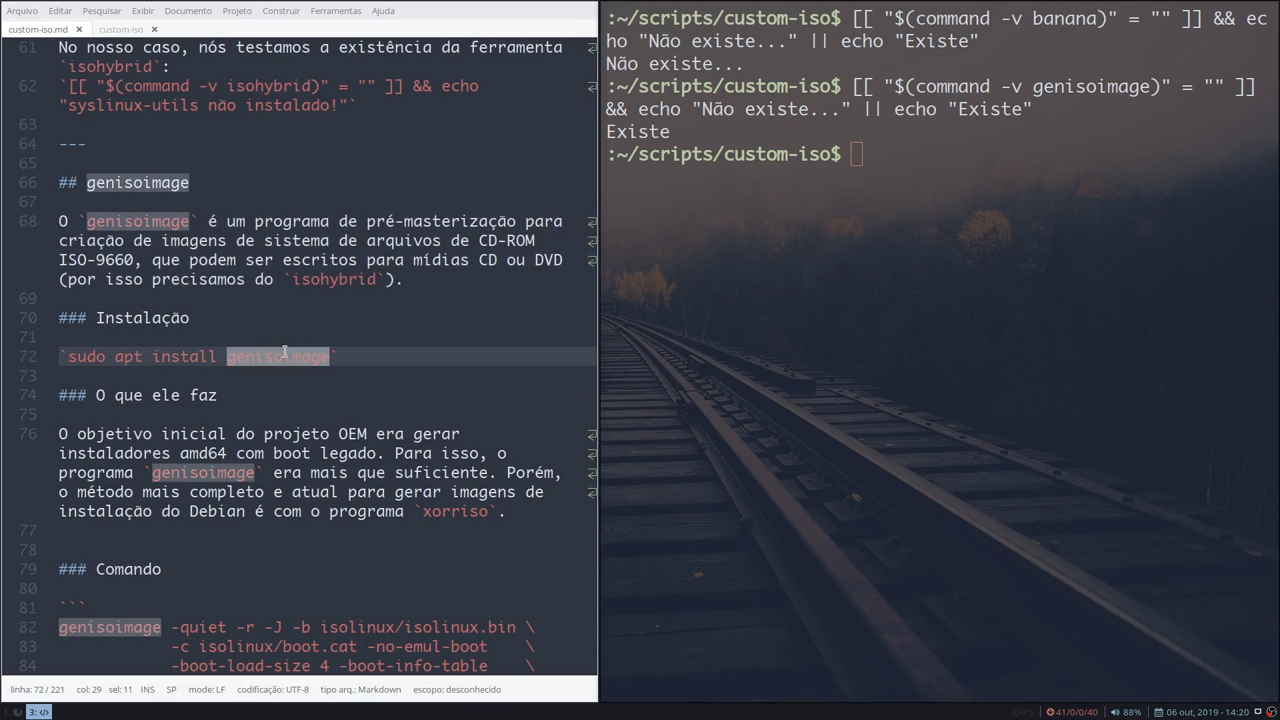 Arquivo Editar Pesquisar Exibir Documento Projeto Construir Ferramentas Ajuda
custom-iso.md × custom-iso ×
61 No nosso caso, nós testamos a existência da ferramenta
`isohybrid`:
62 `[[ "$(command -v isohybrid)" = "" ]] && echo
"syslinux-utils não instalado!"`
63
64 ---
65
66 ## genisoimage
67
68 O `genisoimage` é um programa de pré-masterização para
criação de imagens de sistema de arquivos de CD-ROM
ISO-9660, que podem ser escritos para mídias CD ou DVD
(por isso precisamos do `isohybrid`).
69
70 ### Instalação
71
72 `sudo apt install genisoimage`
73
74 ### O que ele faz
75
76 O objetivo inicial do projeto OEM era gerar
instaladores amd64 com boot legado. Para isso, o
programa `genisoimage` era mais que suficiente. Porém,
o método mais completo e atual para gerar imagens de
instalação do Debian é com o programa `xorriso`.
77
78
79 ### Comando
80
81 ```
82 genisoimage -quiet -r -J -b isolinux/isolinux.bin \
83 -c isolinux/boot.cat -no-emul-boot \
84 -boot-load-size 4 -boot-info-table \
linha: 72 / 221 col: 29 sel: 11 INS SP mode: LF codificação: UTF-8 tipo arq.: Markdown escopo: desconhecido
:~/scripts/custom-iso$ [[ "$(command -v banana)" = "" ]] && ec
ho "Não existe..." || echo "Existe"
Não existe...
:~/scripts/custom-iso$ [[ "$(command -v genisoimage)" = "" ]]
&& echo "Não existe..." || echo "Existe"
Existe
:~/scripts/custom-iso$
1: 3: </> CAPS 41/0/0/40 88% 06 out, 2019 - 14:20